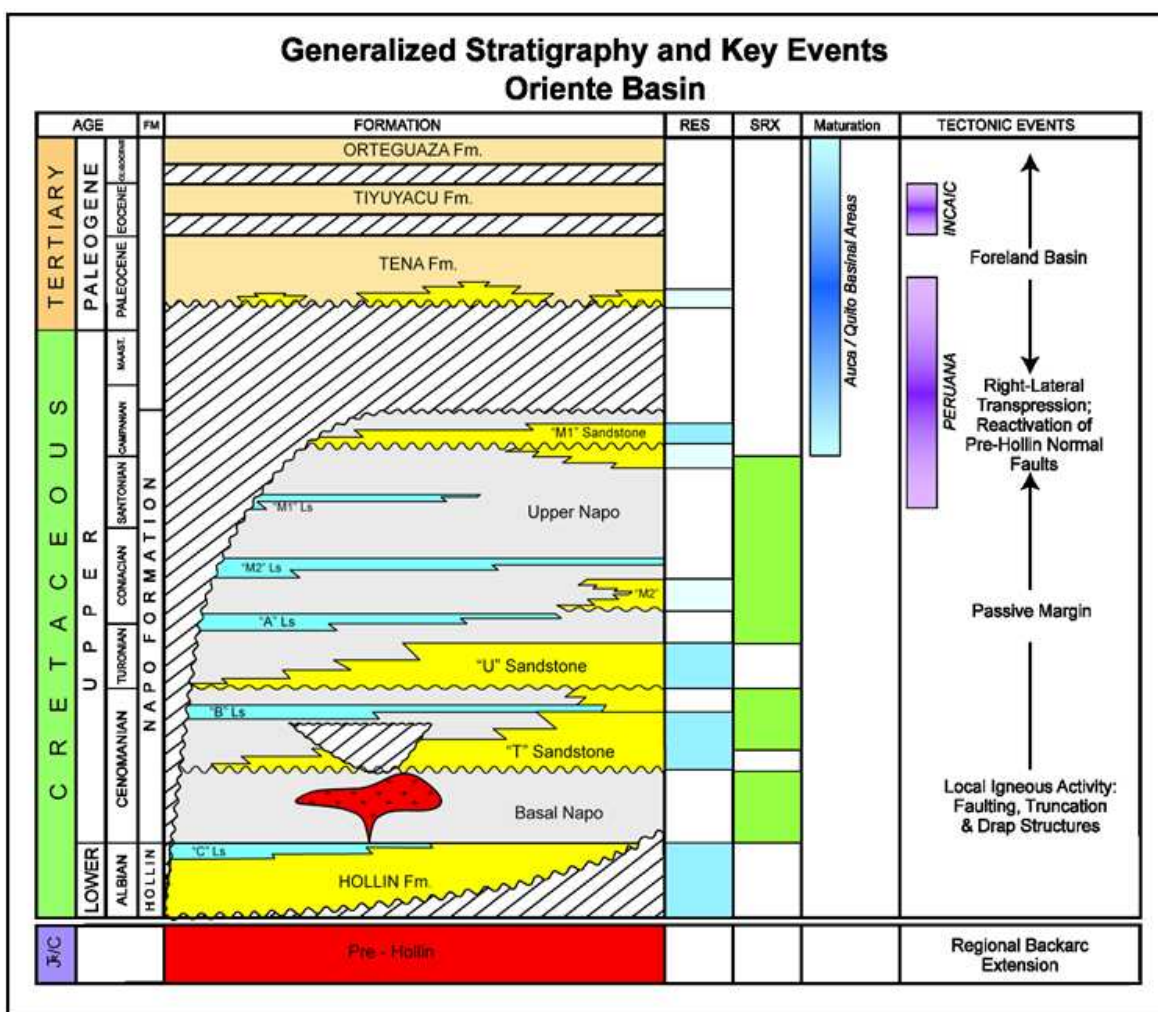 Generalized Stratigraphy and Key Events
Oriente Basin
AGE
FM
FORMATION
RES
SRX
Maturation
TECTONIC EVENTS
TERTIARY
PALEOGENE
OLIGOCENE
EOCENE
PALEOCENE
ORTEGUAZA Fm.
TIYUYACU Fm.
TENA Fm.
Auca / Quito Basinal Areas
INCAIC
PERUANA
Foreland Basin
Right-Lateral
Transpression;
Reactivation of
Pre-Hollin Normal
Faults
Passive Margin
Local Igneous Activity:
Faulting, Truncation
& Drap Structures
CRETACEOUS
UPPER
MAAST.
CAMPANIAN
SANTONIAN
CONIACIAN
TURONIAN
CENOMANIAN
NAPO FORMATION
"M1" Sandstone
"M1" Ls
Upper Napo
"M2" Ls
"M2"
"A" Ls
"U" Sandstone
"B" Ls
"T" Sandstone
Basal Napo
LOWER
ALBIAN
HOLLIN
"C" Ls
HOLLIN Fm.
Pre - Hollin
Regional Backarc
Extension